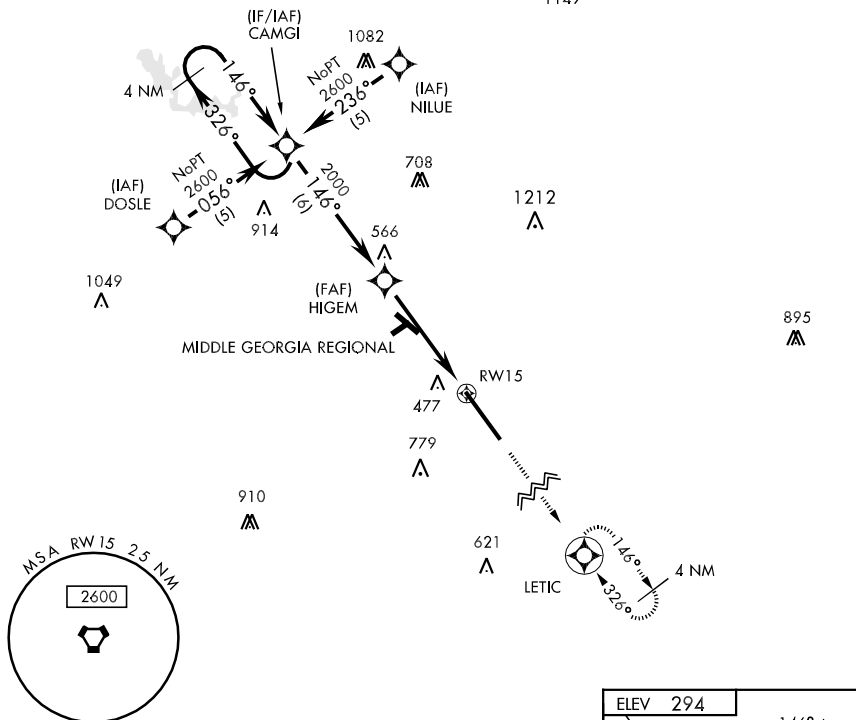 (IF/IAF)
CAMGI
1082
NoPT
2600
236°
(5)
(IAF)
NILUE
4 NM
146°
326°
708
NoPT
2600
056°
(5)
(IAF)
DOSLE
2000
146°
(6)
1212
914
566
1049
(FAF)
HIGEM
895
MIDDLE GEORGIA REGIONAL
RW15
477
779
910
621
146°
326°
4 NM
LETIC
MSA RW15 25 NM
2600
ELEV 294